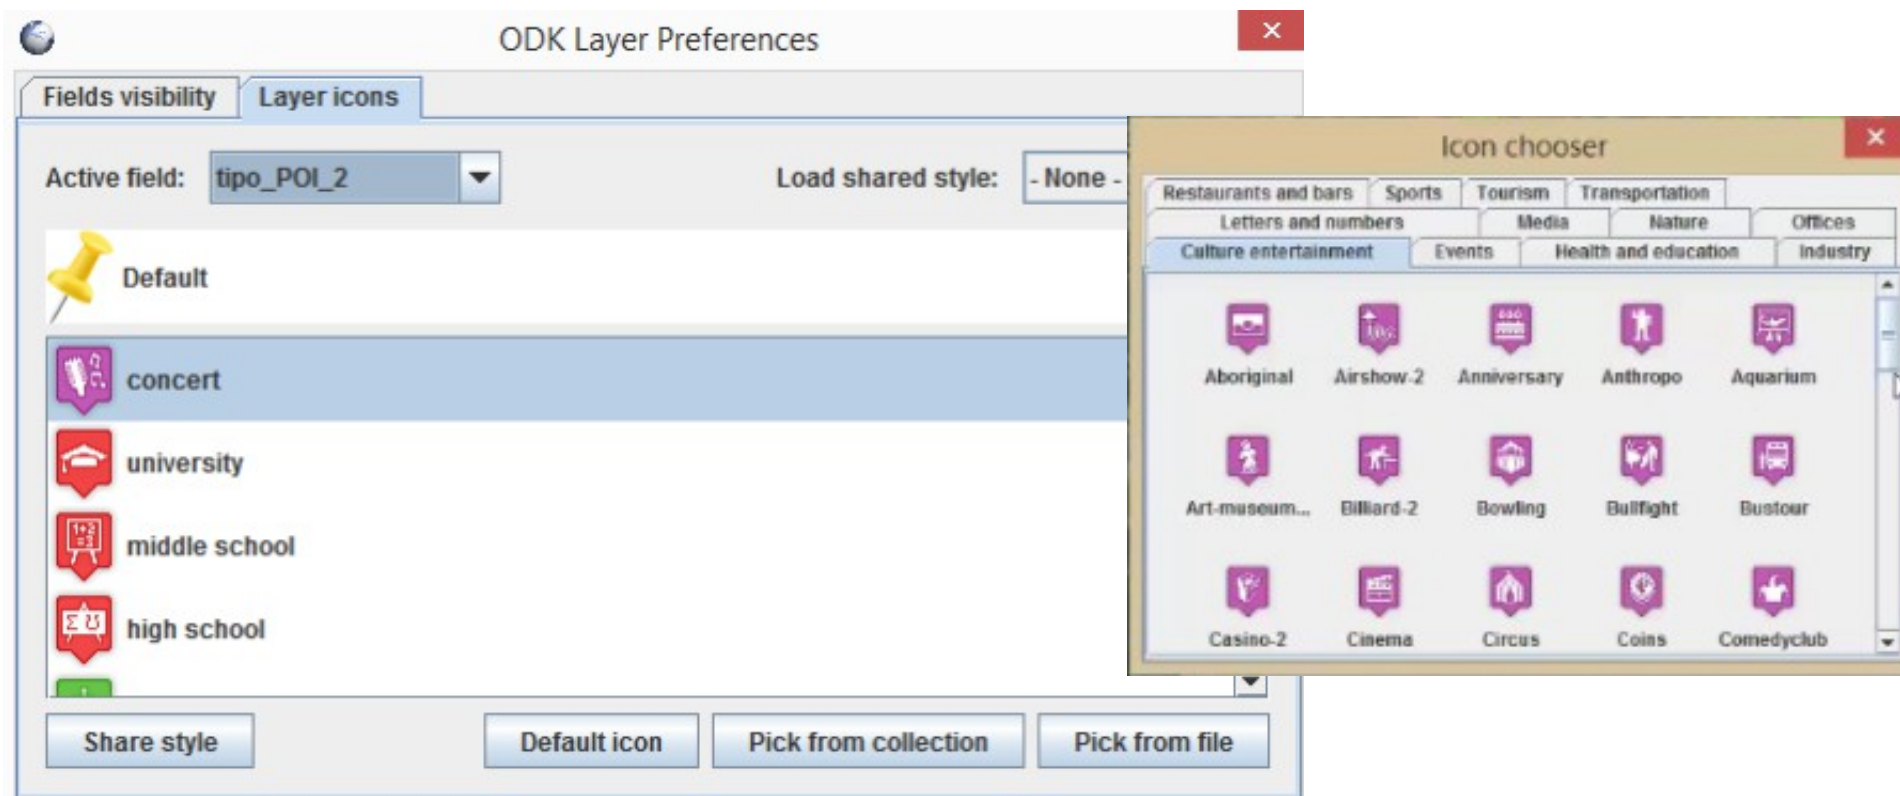 ODK Layer Preferences
Fields visibility Layer icons
Active field: tipo_POI_2 Load shared style: - None -
Default
concert
university
middle school
high school
Share style Default icon Pick from collection Pick from file
Icon chooser
Restaurants and bars Sports Tourism Transportation
Letters and numbers Media Nature Offices
Culture entertainment Events Health and education Industry
Aboriginal Airshow-2 Anniversary Anthropo Aquarium
Art-museum... Billiard-2 Bowling Bullfight Bustour
Casino-2 Cinema Circus Coins Comedyclub